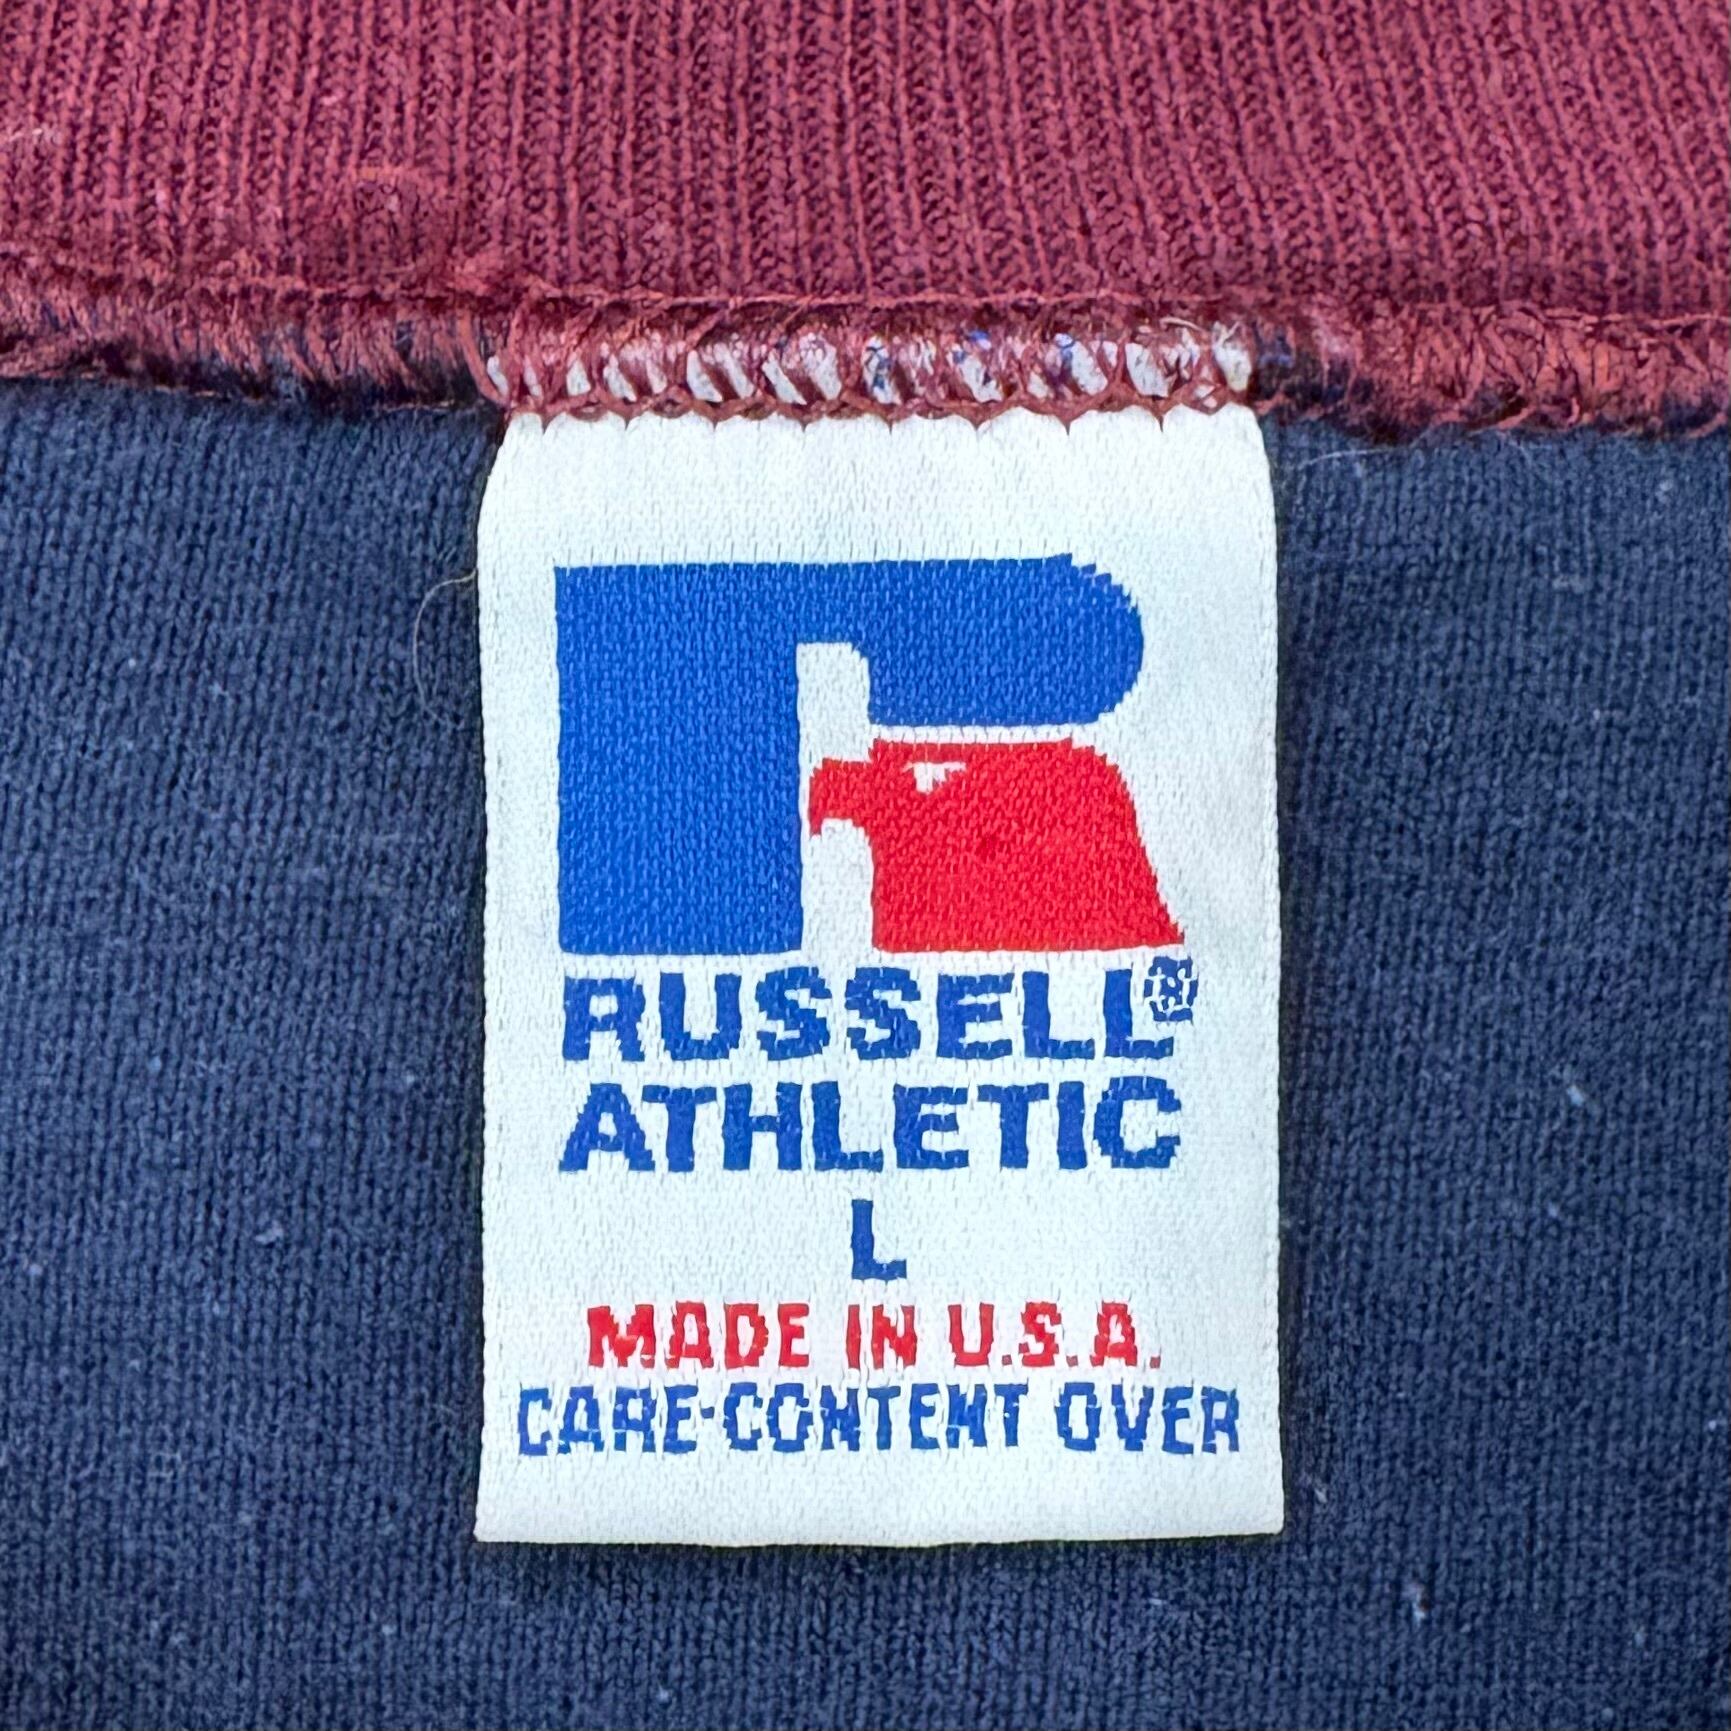 RUSSELL®
ATHLETIC
L
MADE IN U.S.A.
CARE·CONTENT OVER